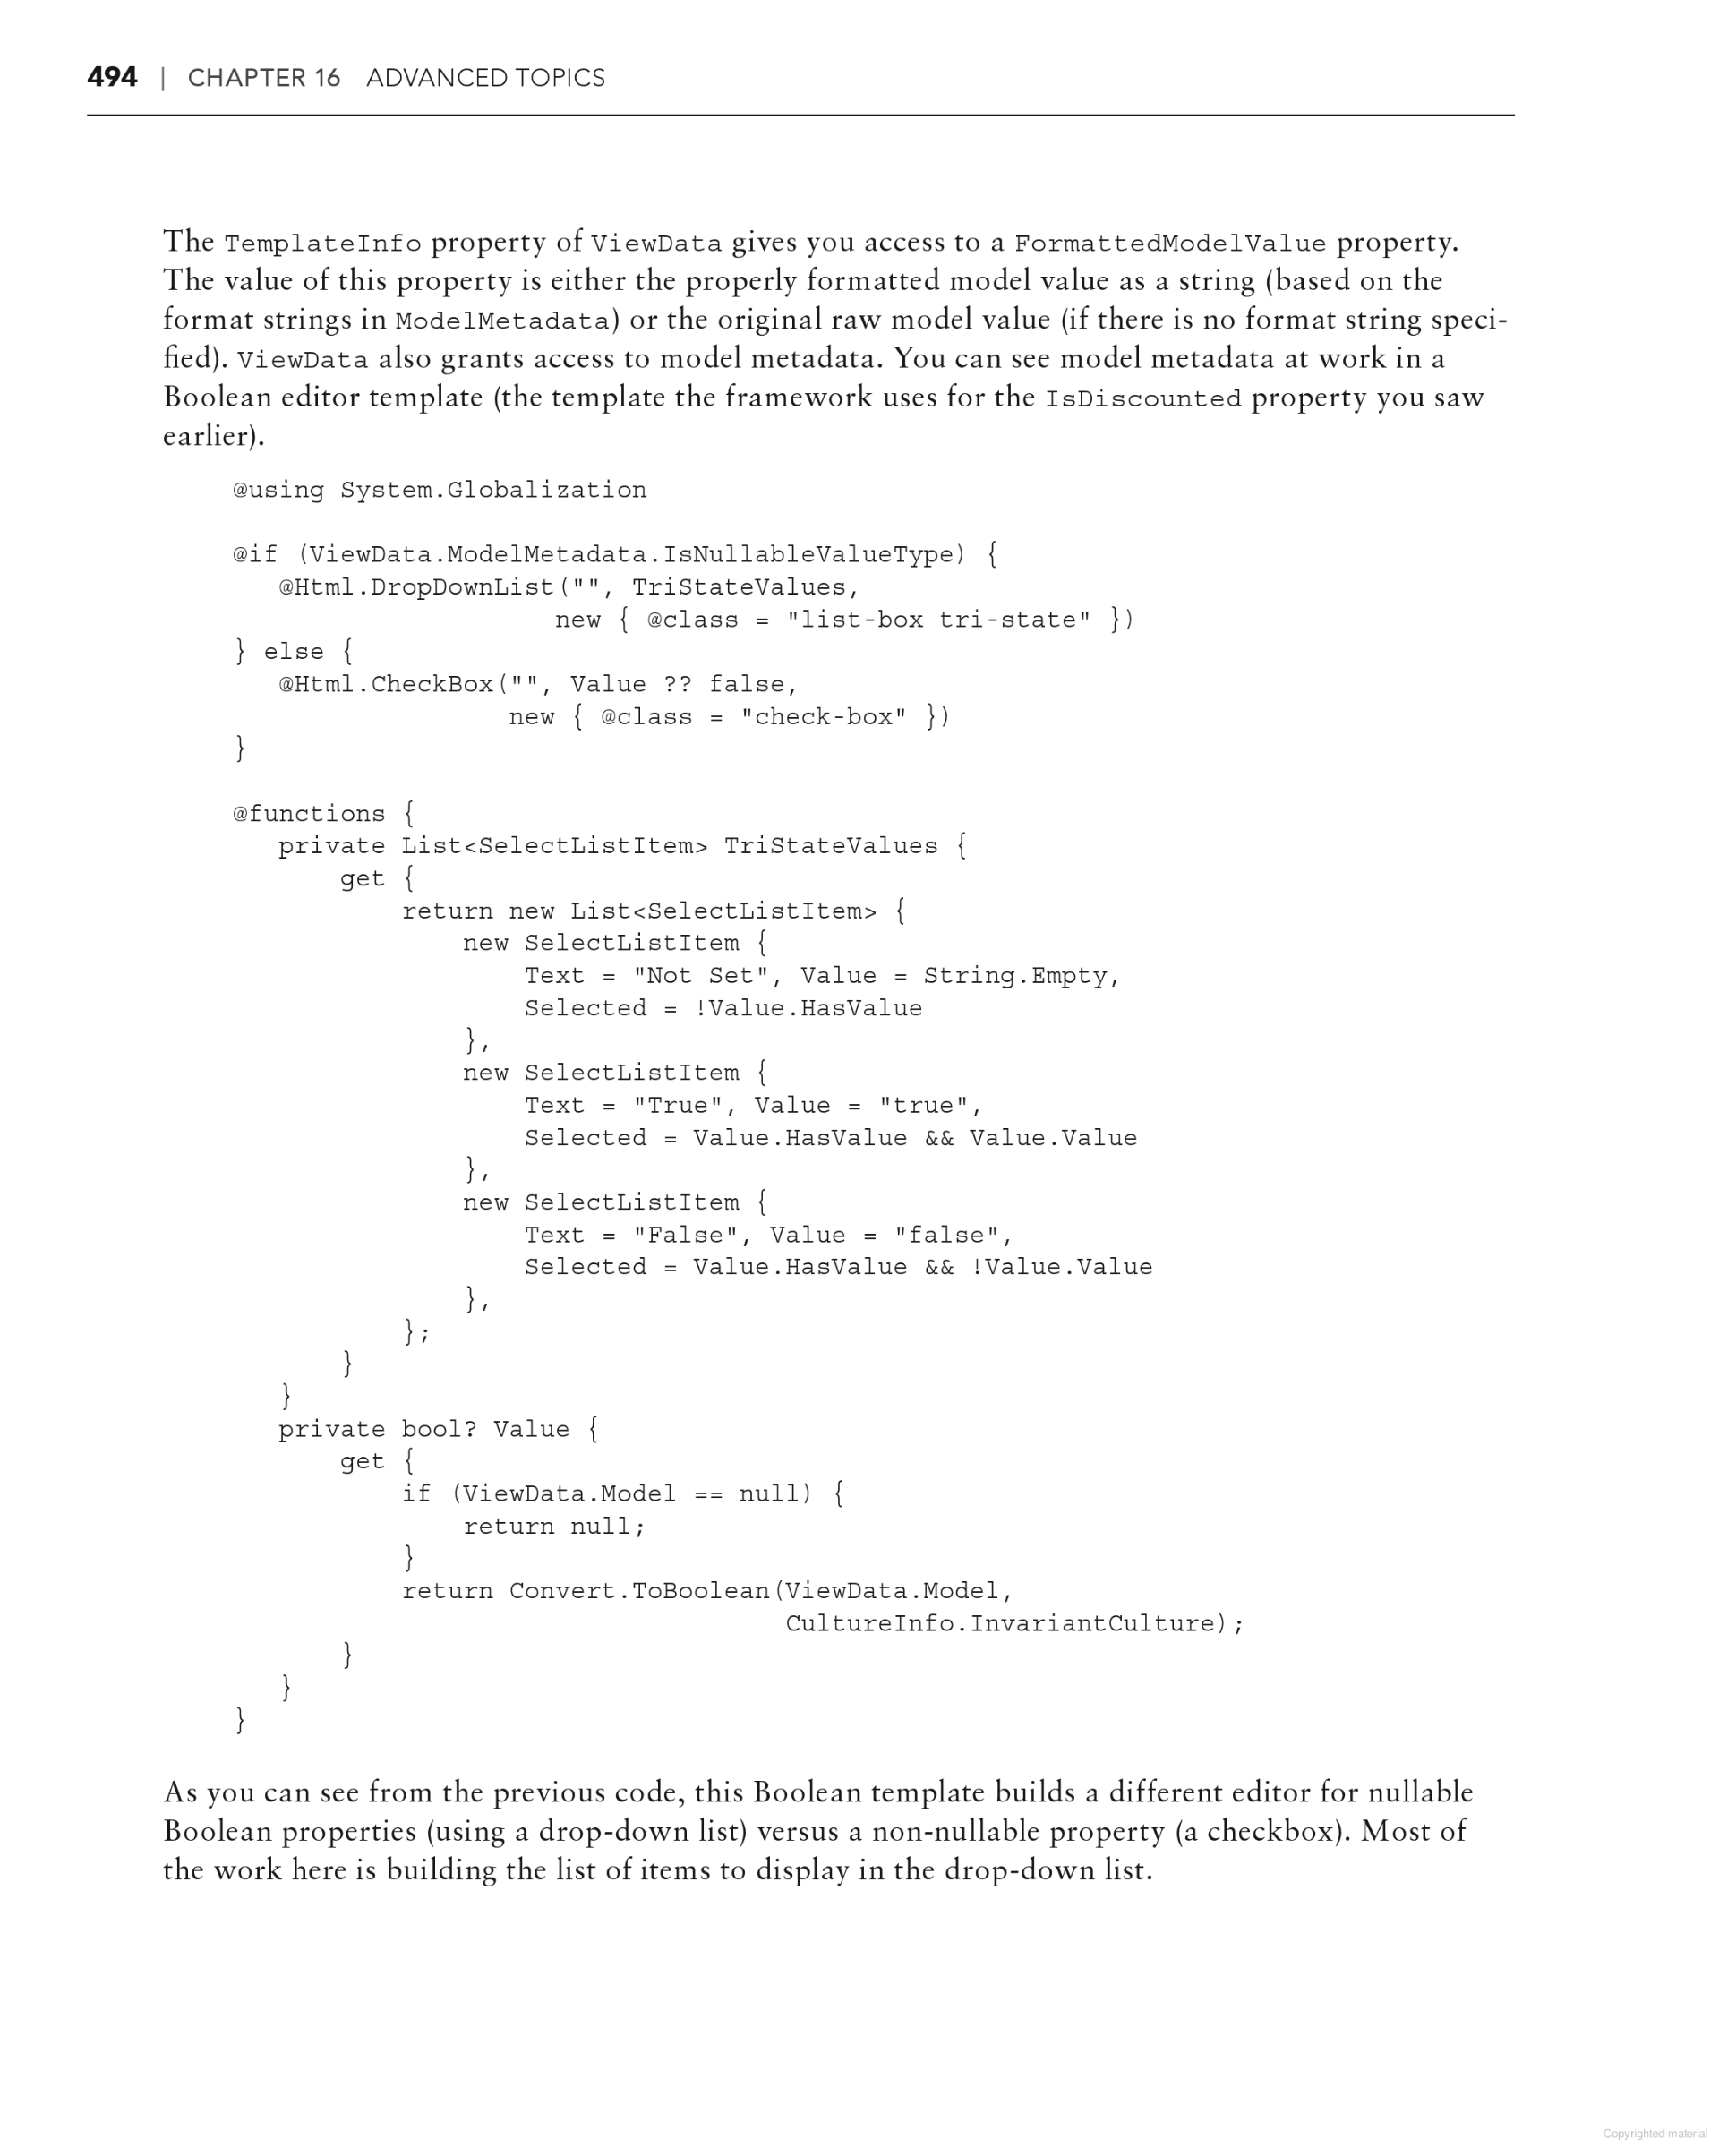 494 | CHAPTER 16 ADVANCED TOPICS
The TemplateInfo property of ViewData gives you access to a FormattedModelValue property.
The value of this property is either the properly formatted model value as a string (based on the
format strings in ModelMetadata) or the original raw model value (if there is no format string speci-
fied). ViewData also grants access to model metadata. You can see model metadata at work in a
Boolean editor template (the template the framework uses for the IsDiscounted property you saw
earlier).
@using System.Globalization
@if (ViewData.ModelMetadata.IsNullableValueType) {
   @Html.DropDownList("", TriStateValues,
                     new { @class = "list-box tri-state" })
} else {
   @Html.CheckBox("", Value ?? false,
                  new { @class = "check-box" })
}
@functions {
   private List<SelectListItem> TriStateValues {
       get {
           return new List<SelectListItem> {
               new SelectListItem {
                   Text = "Not Set", Value = String.Empty,
                   Selected = !Value.HasValue
               },
               new SelectListItem {
                   Text = "True", Value = "true",
                   Selected = Value.HasValue && Value.Value
               },
               new SelectListItem {
                   Text = "False", Value = "false",
                   Selected = Value.HasValue && !Value.Value
               },
           };
       }
   }
   private bool? Value {
       get {
           if (ViewData.Model == null) {
               return null;
           }
           return Convert.ToBoolean(ViewData.Model,
                                    CultureInfo.InvariantCulture);
       }
   }
}
As you can see from the previous code, this Boolean template builds a different editor for nullable
Boolean properties (using a drop-down list) versus a non-nullable property (a checkbox). Most of
the work here is building the list of items to display in the drop-down list.
Copyrighted material